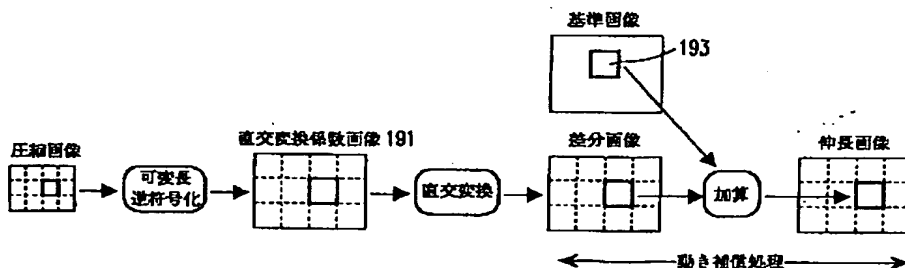 基準画像
193
圧縮画像
可変長
逆符号化
直交変換係数画像 191
直交変換
差分画像
加算
伸長画像
動き補償処理